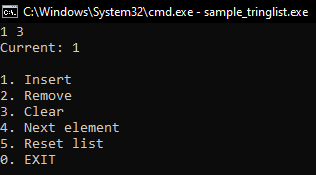 C:\Windows\System32\cmd.exe - sample_tringlist.exe
1 3
Current: 1
1. Insert
2. Remove
3. Clear
4. Next element
5. Reset list
0. EXIT